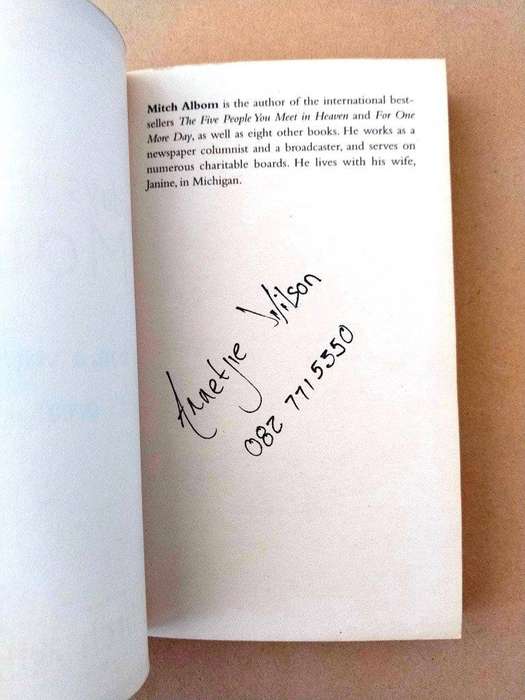 Mitch Albom is the author of the international best-
sellers The Five People You Meet in Heaven and For One
More Day, as well as eight other books. He works as a
newspaper columnist and a broadcaster, and serves on
numerous charitable boards. He lives with his wife,
Janine, in Michigan.
Annetjie Wilson
082 7715350